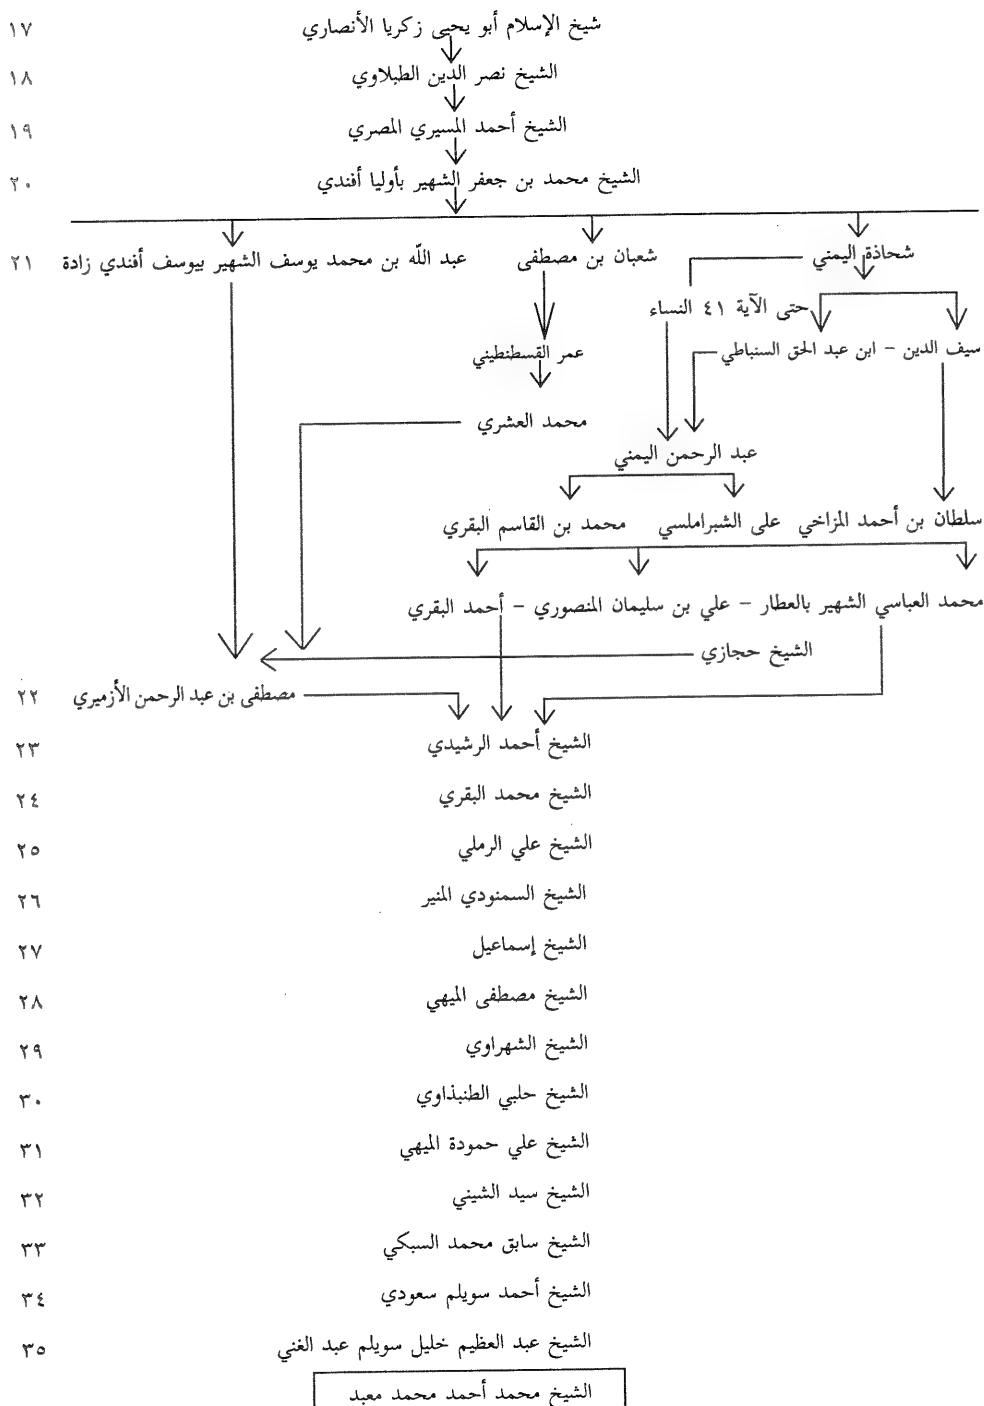 شيخ الإسلام أبو يحيى زكريا الأنصاري ١٧
الشيخ نصر الدين الطبلاوي ١٨
الشيخ أحمد المسيري المصري ١٩
الشيخ محمد بن جعفر الشهير بأوليا أفندي ٢٠
شحاذة اليمني شعبان بن مصطفى عبد الله بن محمد يوسف الشهير بيوسف أفندي زادة ٢١
حتى الآية ٤١ النساء
سيف الدين – ابن عبد الحق السنباطي عمر القسطنطيني
محمد العشري
عبد الرحمن اليمني
سلطان بن أحمد المزاخي على الشبراملسي محمد بن القاسم البقري
محمد العباسي الشهير بالعطار – علي بن سليمان المنصوري – أحمد البقري
الشيخ حجازي
مصطفى بن عبد الرحمن الأزميري ٢٢
الشيخ أحمد الرشيدي ٢٣
الشيخ محمد البقري ٢٤
الشيخ علي الرملي ٢٥
الشيخ السمنودي المنير ٢٦
الشيخ إسماعيل ٢٧
الشيخ مصطفى الميهي ٢٨
الشيخ الشهراوي ٢٩
الشيخ حلبي الطنبذاوي ٣٠
الشيخ علي حمودة الميهي ٣١
الشيخ سيد الشيني ٣٢
الشيخ سابق محمد السبكي ٣٣
الشيخ أحمد سويلم سعودي ٣٤
الشيخ عبد العظيم خليل سويلم عبد الغني ٣٥
الشيخ محمد أحمد محمد معبد